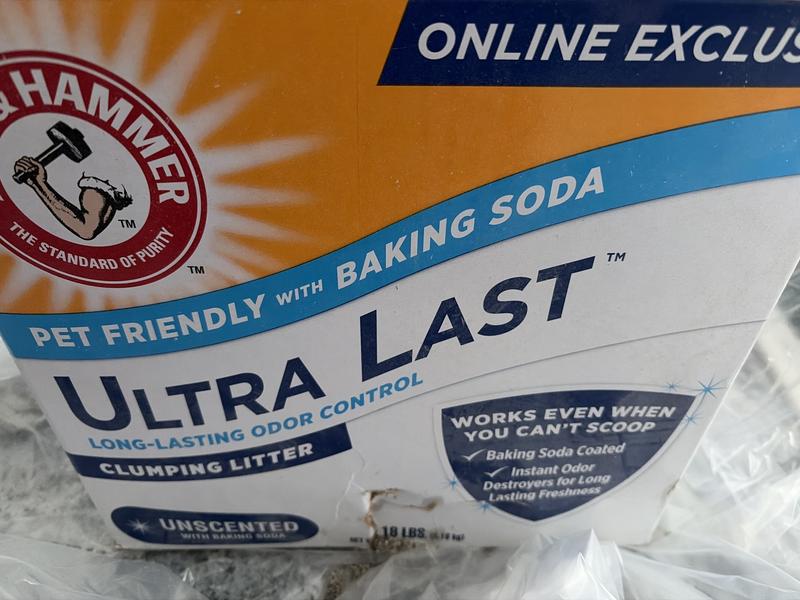 ONLINE EXCLUS
& HAMMER
TM
THE STANDARD OF PURITY
TM
PET FRIENDLY WITH BAKING SODA
ULTRA LAST™
LONG-LASTING ODOR CONTROL
CLUMPING LITTER
WORKS EVEN WHEN
YOU CAN'T SCOOP
✓ Baking Soda Coated
✓ Instant Odor
Destroyers for Long
Lasting Freshness
UNSCENTED
WITH BAKING SODA
NET 18 LBS.